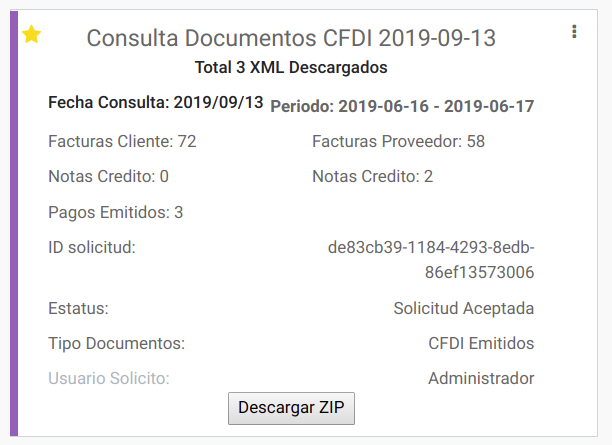 Consulta Documentos CFDI 2019-09-13
Total 3 XML Descargados
Fecha Consulta: 2019/09/13 Periodo: 2019-06-16 - 2019-06-17
Facturas Cliente: 72 Facturas Proveedor: 58
Notas Credito: 0 Notas Credito: 2
Pagos Emitidos: 3
ID solicitud: de83cb39-1184-4293-8edb-
86ef13573006
Estatus: Solicitud Aceptada
Tipo Documentos: CFDI Emitidos
Usuario Solicito: Administrador
Descargar ZIP